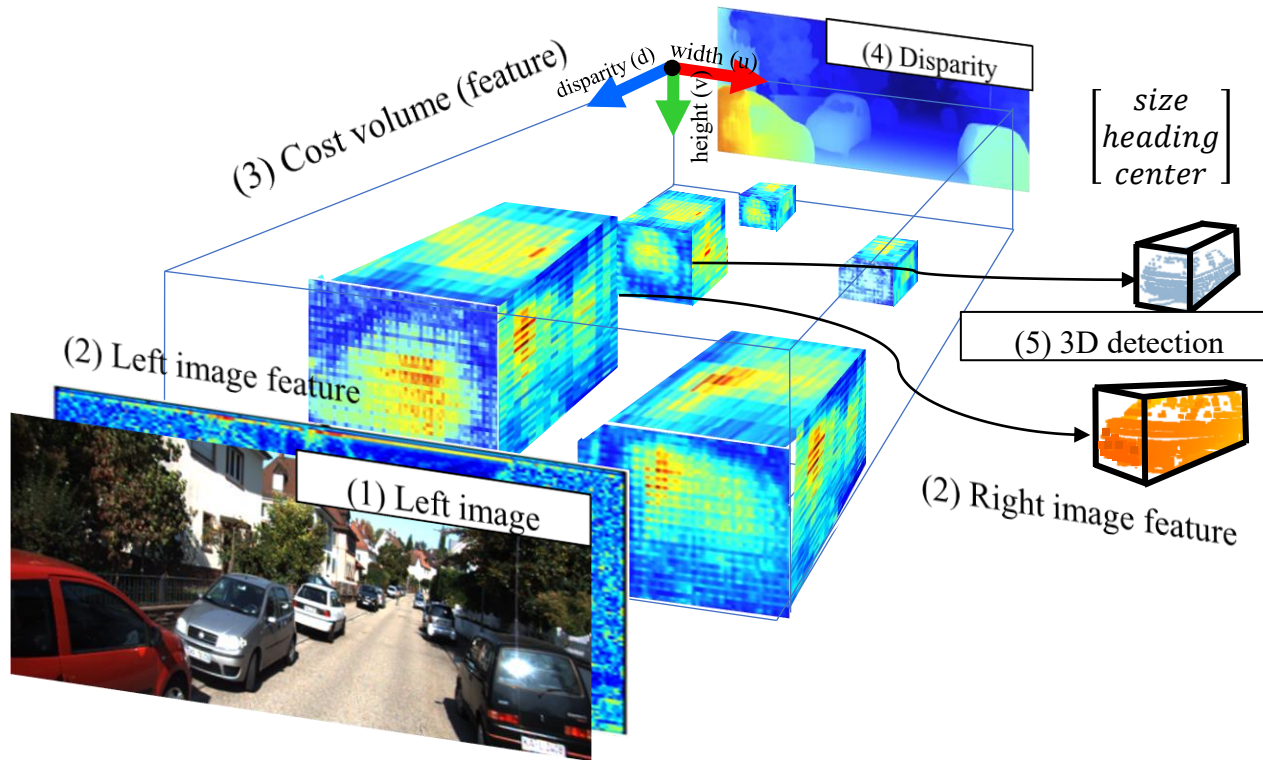 (3) Cost volume (feature)
disparity (d)
width (u)
height (v)
(4) Disparity
size
heading
center
(2) Left image feature
(1) Left image
(5) 3D detection
(2) Right image feature